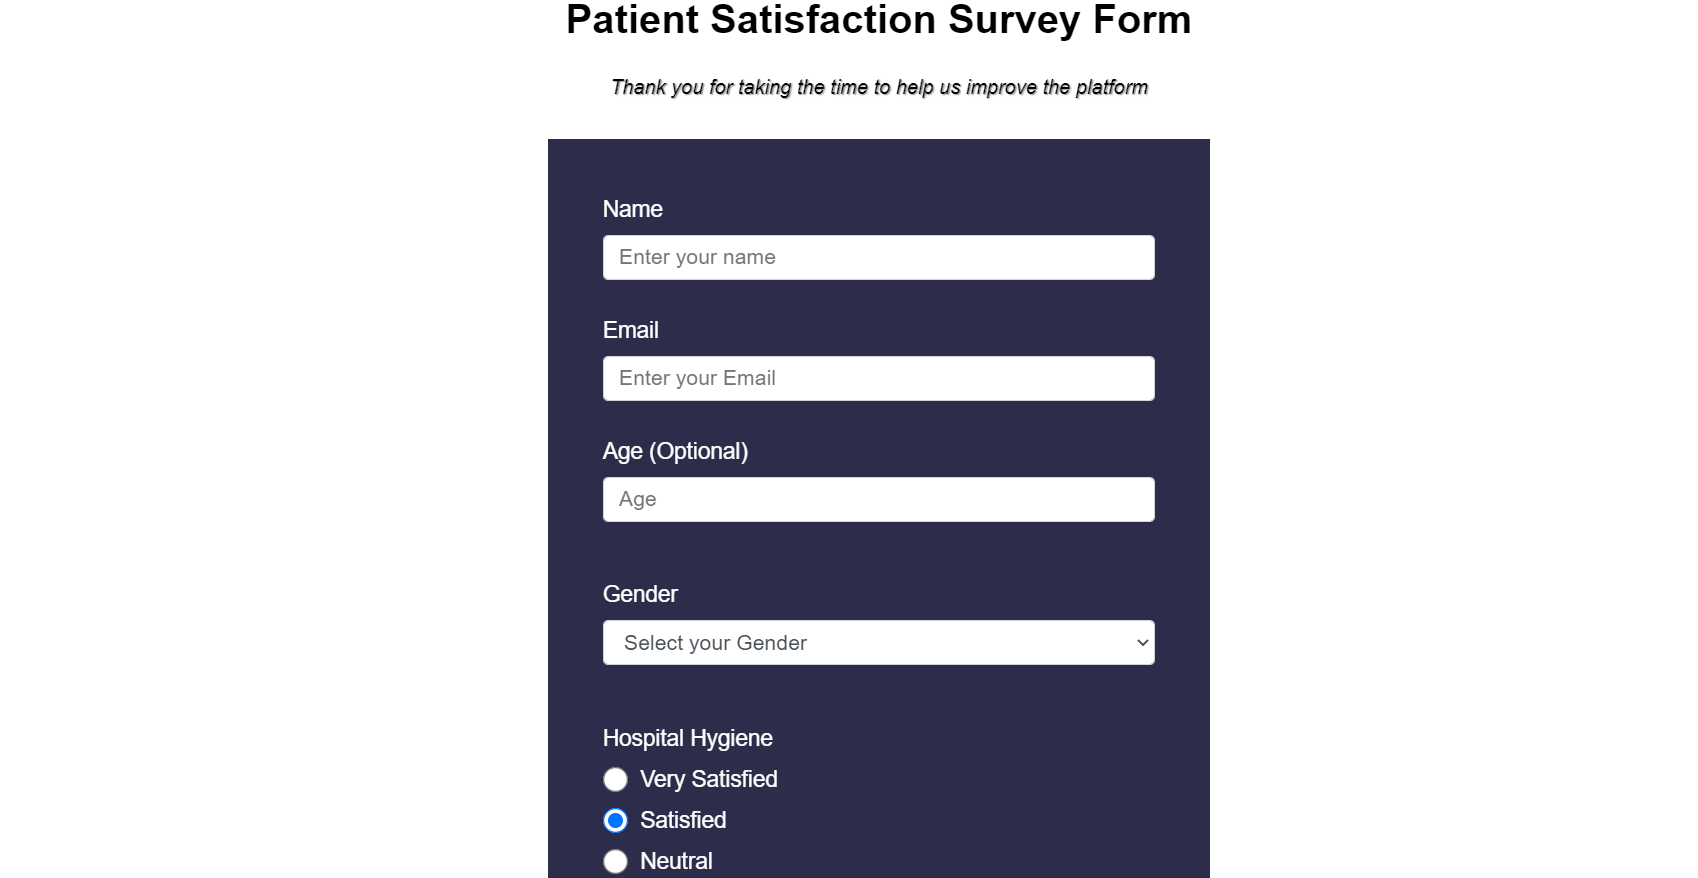 Patient Satisfaction Survey Form
Thank you for taking the time to help us improve the platform
Name
Enter your name
Email
Enter your Email
Age (Optional)
Age
Gender
Select your Gender
Hospital Hygiene
Very Satisfied
Satisfied
Neutral